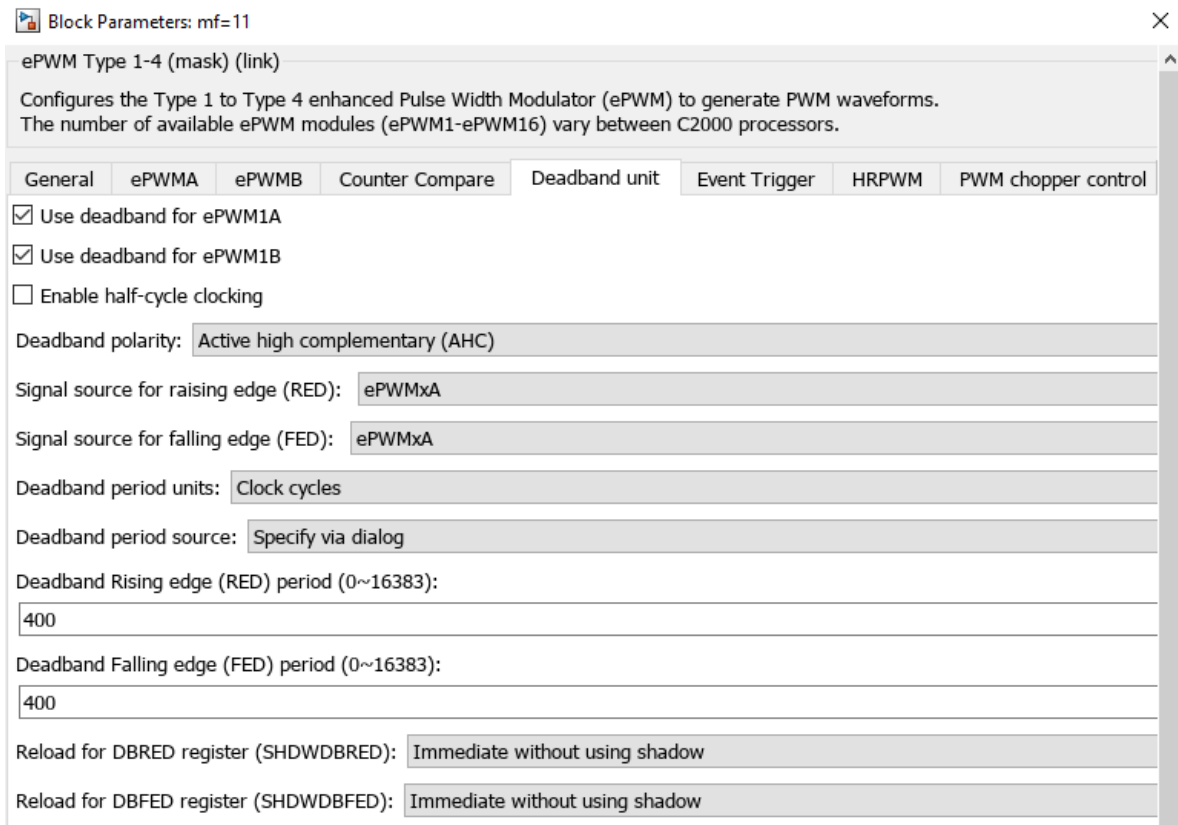 Block Parameters: mf=11
ePWM Type 1-4 (mask) (link)
Configures the Type 1 to Type 4 enhanced Pulse Width Modulator (ePWM) to generate PWM waveforms.
The number of available ePWM modules (ePWM1-ePWM16) vary between C2000 processors.
General ePWMA ePWMB Counter Compare Deadband unit Event Trigger HRPWM PWM chopper control
Use deadband for ePWM1A
Use deadband for ePWM1B
Enable half-cycle clocking
Deadband polarity: Active high complementary (AHC)
Signal source for raising edge (RED): ePWMxA
Signal source for falling edge (FED): ePWMxA
Deadband period units: Clock cycles
Deadband period source: Specify via dialog
Deadband Rising edge (RED) period (0~16383):
400
Deadband Falling edge (FED) period (0~16383):
400
Reload for DBRED register (SHDWDBRED): Immediate without using shadow
Reload for DBFED register (SHDWDBFED): Immediate without using shadow